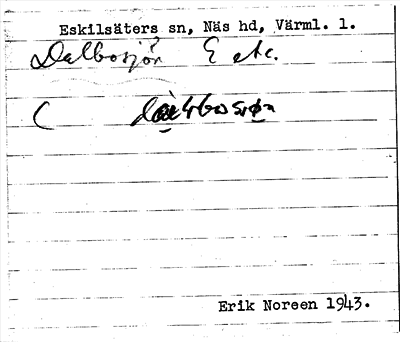 Eskilsäters sn, Näs hd, Värml. l.
Dalbosjön E etc.
(
Erik Noreen 1943.